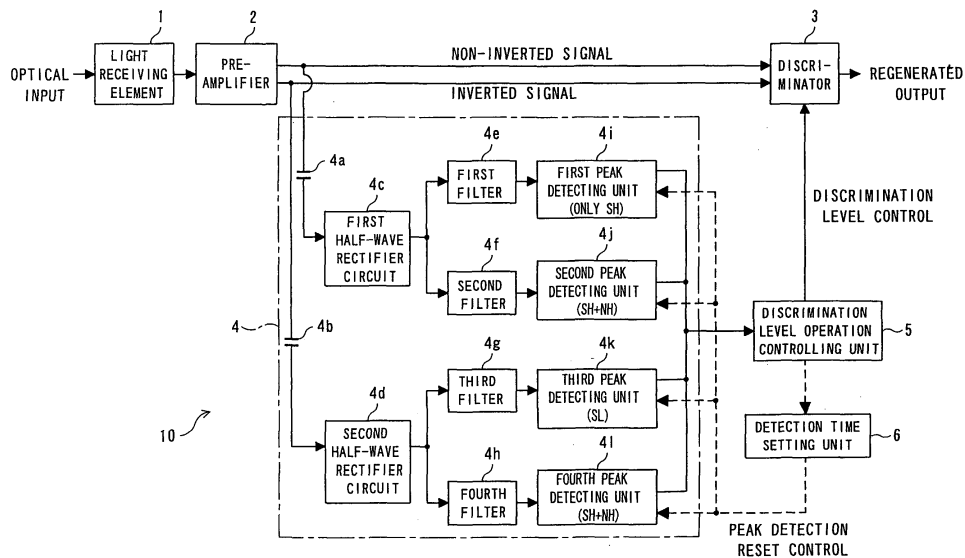 1
2
3
OPTICAL
INPUT
LIGHT
RECEIVING
ELEMENT
PRE-
AMPLIFIER
NON-INVERTED SIGNAL
INVERTED SIGNAL
DISCRI-
MINATOR
REGENERATED
OUTPUT
4a
4c
FIRST
HALF-WAVE
RECTIFIER
CIRCUIT
4e
FIRST
FILTER
4i
FIRST PEAK
DETECTING UNIT
(ONLY SH)
DISCRIMINATION
LEVEL CONTROL
4f
SECOND
FILTER
4j
SECOND PEAK
DETECTING UNIT
(SH+NH)
4
4b
DISCRIMINATION
LEVEL OPERATION
CONTROLLING UNIT
5
4g
THIRD
FILTER
4k
THIRD PEAK
DETECTING UNIT
(SL)
10
4d
SECOND
HALF-WAVE
RECTIFIER
CIRCUIT
DETECTION TIME
SETTING UNIT
6
4h
FOURTH
FILTER
4l
FOURTH PEAK
DETECTING UNIT
(SH+NH)
PEAK DETECTION
RESET CONTROL